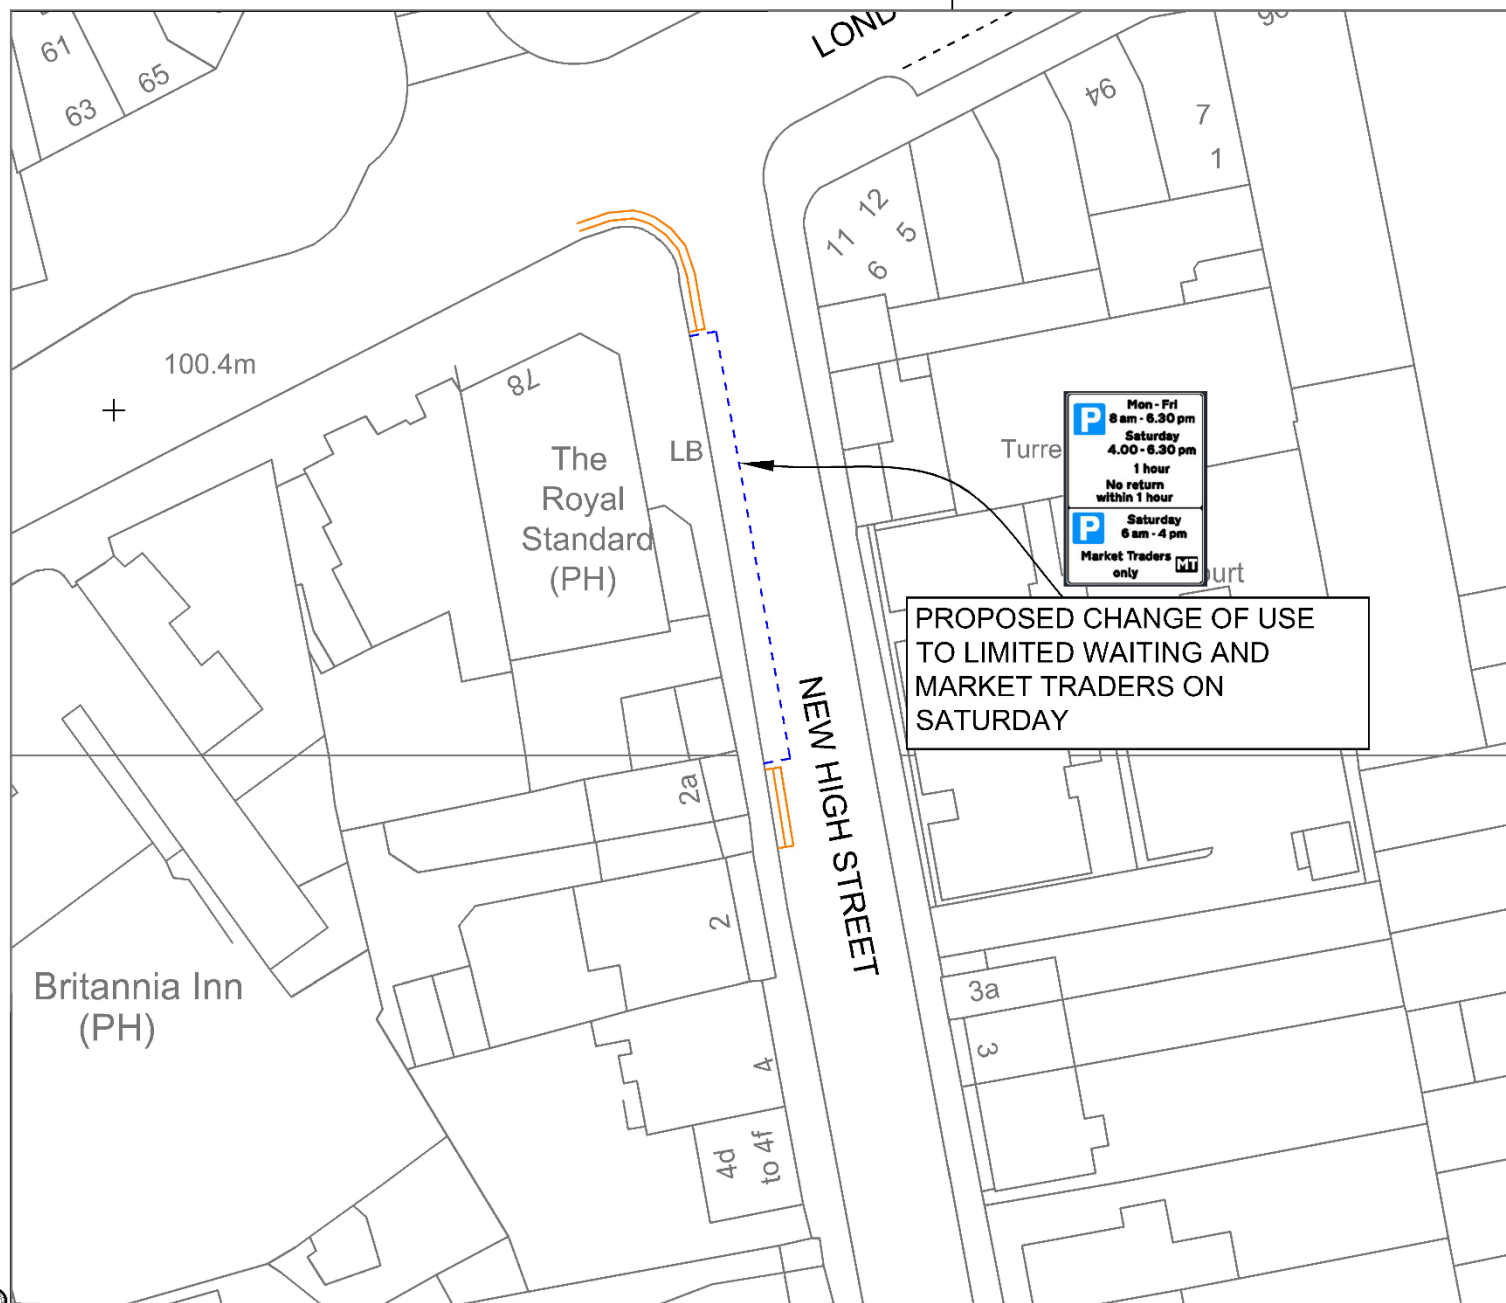 LOND
61
65
63
96
94
7
1
12
11
5
6
100.4m
78
The
Royal
Standard
(PH)
LB
Turre
urt
Mon - Fri
P 8 am - 6.30 pm
Saturday
4.00 - 6.30 pm
1 hour
No return
within 1 hour
P Saturday
6 am - 4 pm
Market Traders
only MT
PROPOSED CHANGE OF USE
TO LIMITED WAITING AND
MARKET TRADERS ON
SATURDAY
NEW HIGH STREET
2a
2
Britannia Inn
(PH)
3a
3
4
4d
to 4f